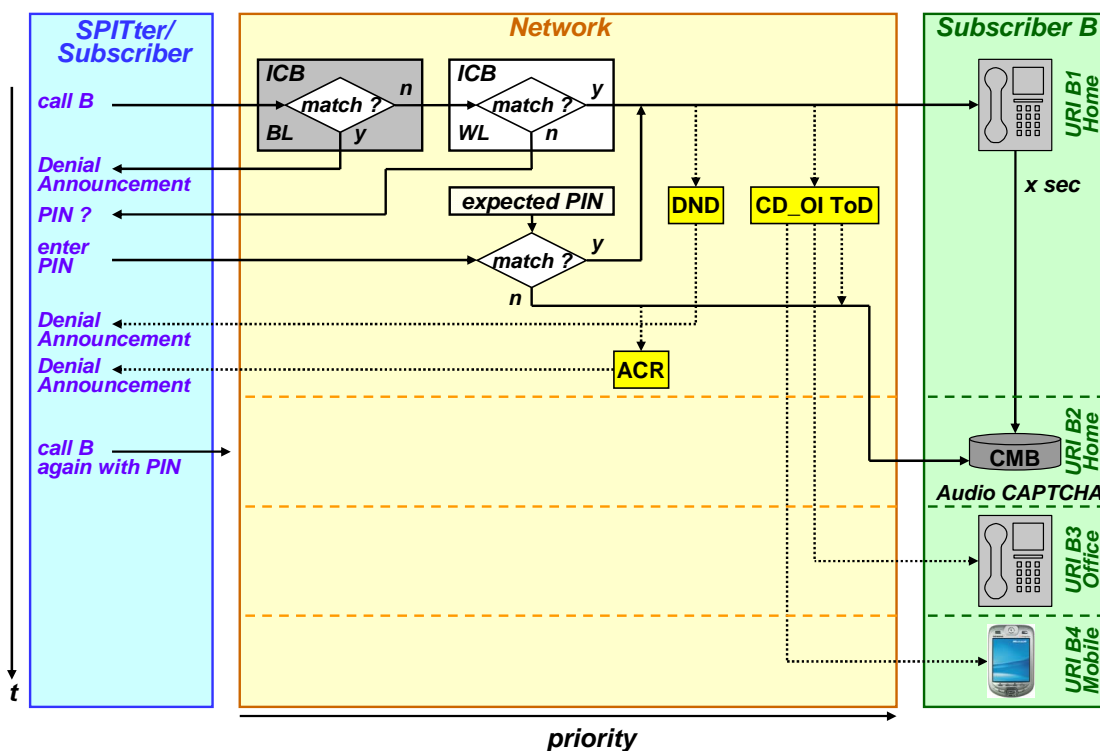 SPITter/
Subscriber
Network
Subscriber B
ICB
match ?
n
BL
y
ICB
match ?
y
WL
n
call B
URI B1
Home
Denial
Announcement
PIN ?
expected PIN
DND
CD_OI ToD
x sec
enter
PIN
match ?
y
n
Denial
Announcement
Denial
Announcement
ACR
call B
again with PIN
CMB
URI B2
Home
Audio CAPTCHA
URI B3
Office
URI B4
Mobile
t
priority